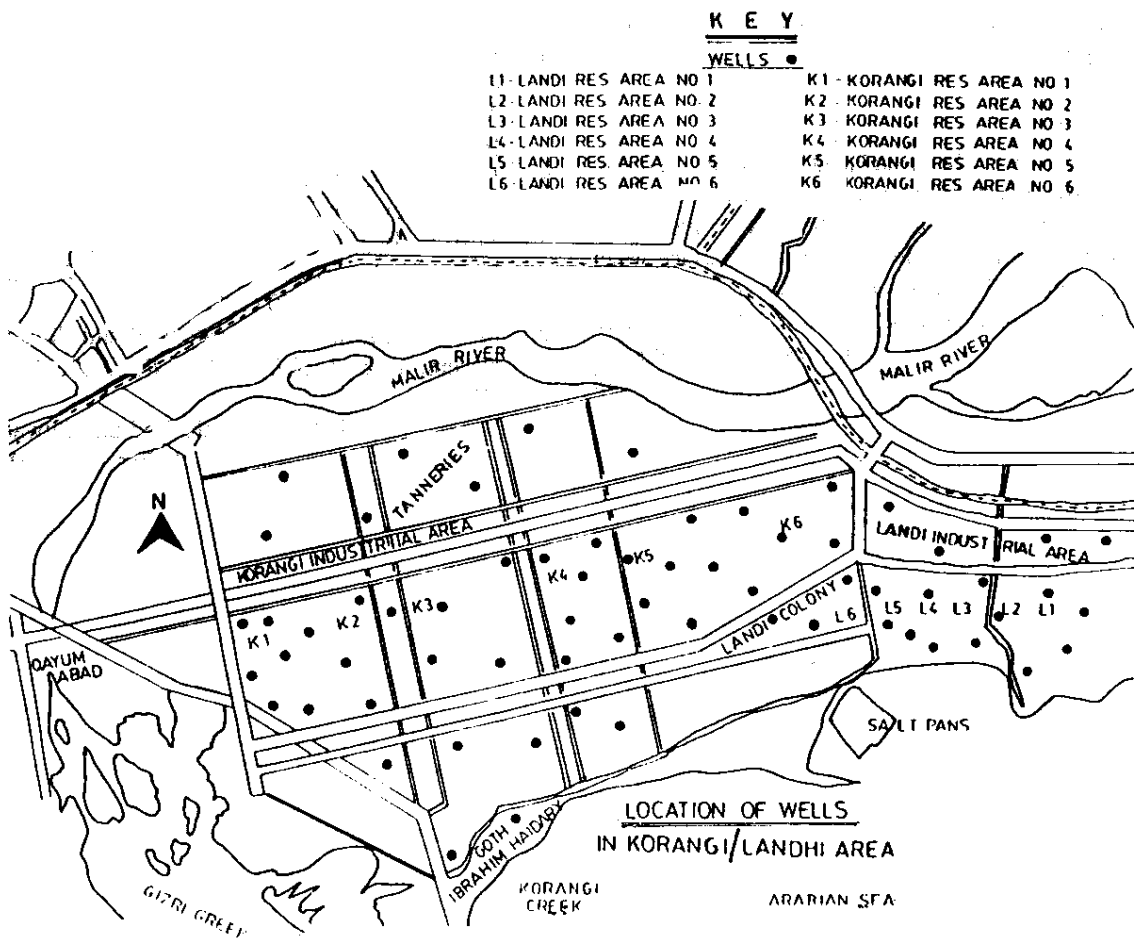 K E Y
WELLS
L1-LANDI RES AREA NO 1
L2-LANDI RES AREA NO. 2
L3-LANDI RES AREA NO 3
L4-LANDI RES AREA NO 4
L5 LANDI RES. AREA NO 5
L6-LANDI RES AREA NO 6
K1-KORANGI RES AREA NO 1
K2-KORANGI RES AREA NO 2
K3-KORANGI RES AREA NO 3
K4-KORANGI RES AREA NO 4
K5 KORANGI RES AREA NO 5
K6 KORANGI RES AREA NO 6
MALIR RIVER
MALIR RIVER
N
TANNERIES
KORANGI INDUSTRITIAL AREA
LANDI INDUSTRIAL AREA
K6
K5
K4
K3
K2
K1
LANDI COLONY
L6
L5 L4 L3 L2 L1
QAYUM
ABAD
SALT PANS
LOCATION OF WELLS
IN KORANGI/LANDHI AREA
GOTH
IBRAHIM HAIDARY
KORANGI
CREEK
ARABIAN SEA
GIZRI CREEK